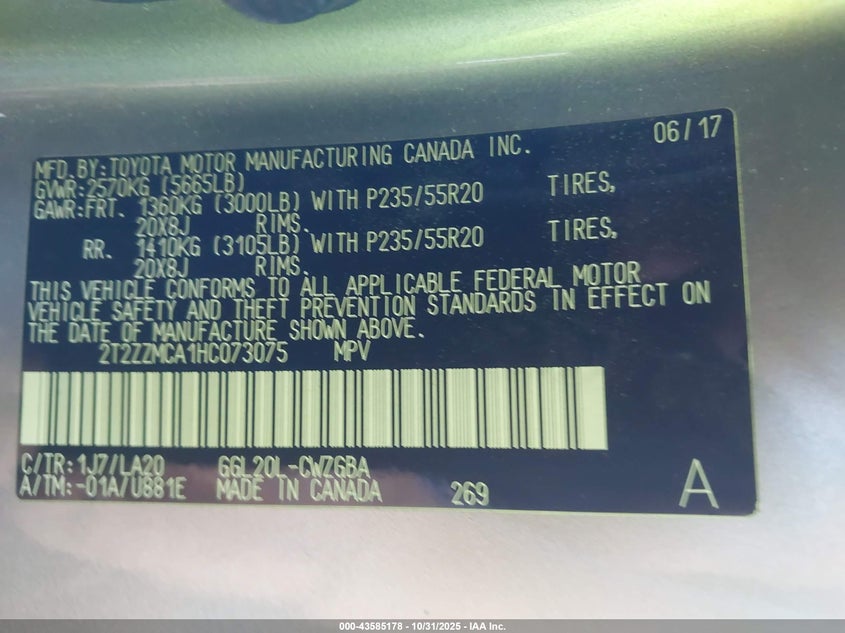 06/17
MFD.BY:TOYOTA MOTOR MANUFACTURING CANADA INC.
GVWR:2570KG (5665LB)
GAWR:FRT. 1360KG (3000LB) WITH P235/55R20 TIRES,
20X8J RIMS.
RR. 1410KG (3105LB) WITH P235/55R20 TIRES,
20X8J RIMS.
THIS VEHICLE CONFORMS TO ALL APPLICABLE FEDERAL MOTOR
VEHICLE SAFETY AND THEFT PREVENTION STANDARDS IN EFFECT ON
THE DATE OF MANUFACTURE SHOWN ABOVE.
2T2ZZMCA1HC073075 MPV
C/TR:1J7/LA20 GGL20L-CWZGBA
A/TM:-01A/U881E MADE IN CANADA 269 A
000-43585178 • 10/31/2025 – IAA Inc.